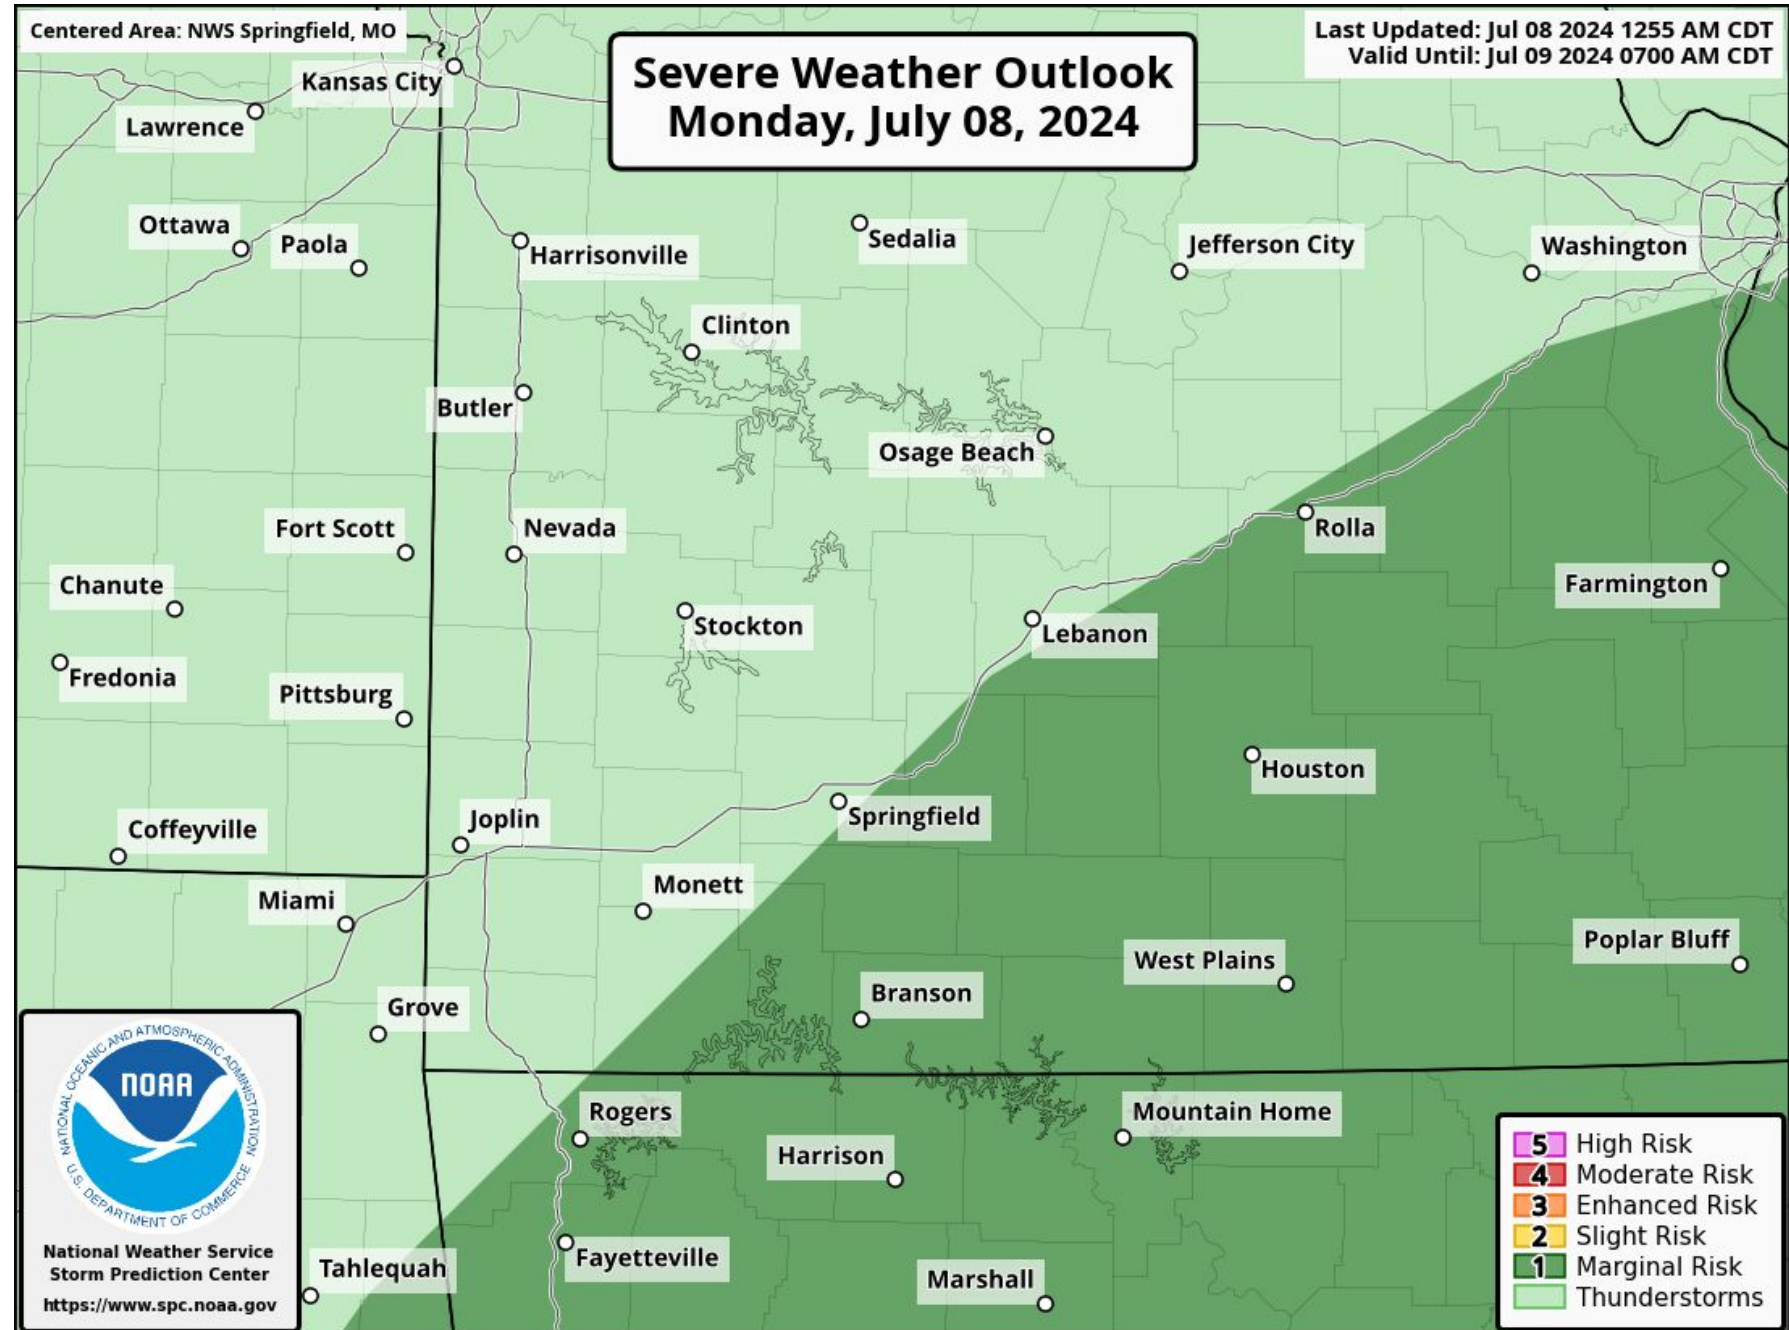 Centered Area: NWS Springfield, MO
Severe Weather Outlook
Monday, July 08, 2024
Last Updated: Jul 08 2024 1255 AM CDT
Valid Until: Jul 09 2024 0700 AM CDT
Kansas City
Lawrence
Ottawa
Paola
Harrisonville
Sedalia
Jefferson City
Washington
Clinton
Butler
Osage Beach
Fort Scott
Nevada
Rolla
Chanute
Farmington
Stockton
Lebanon
Fredonia
Pittsburg
Houston
Coffeyville
Joplin
Springfield
Miami
Monett
Poplar Bluff
West Plains
Grove
Branson
Rogers
Mountain Home
Harrison
Fayetteville
Tahlequah
Marshall
NATIONAL OCEANIC AND ATMOSPHERIC ADMINISTRATION
NOAA
U.S. DEPARTMENT OF COMMERCE
National Weather Service
Storm Prediction Center
https://www.spc.noaa.gov
5 High Risk
4 Moderate Risk
3 Enhanced Risk
2 Slight Risk
1 Marginal Risk
Thunderstorms